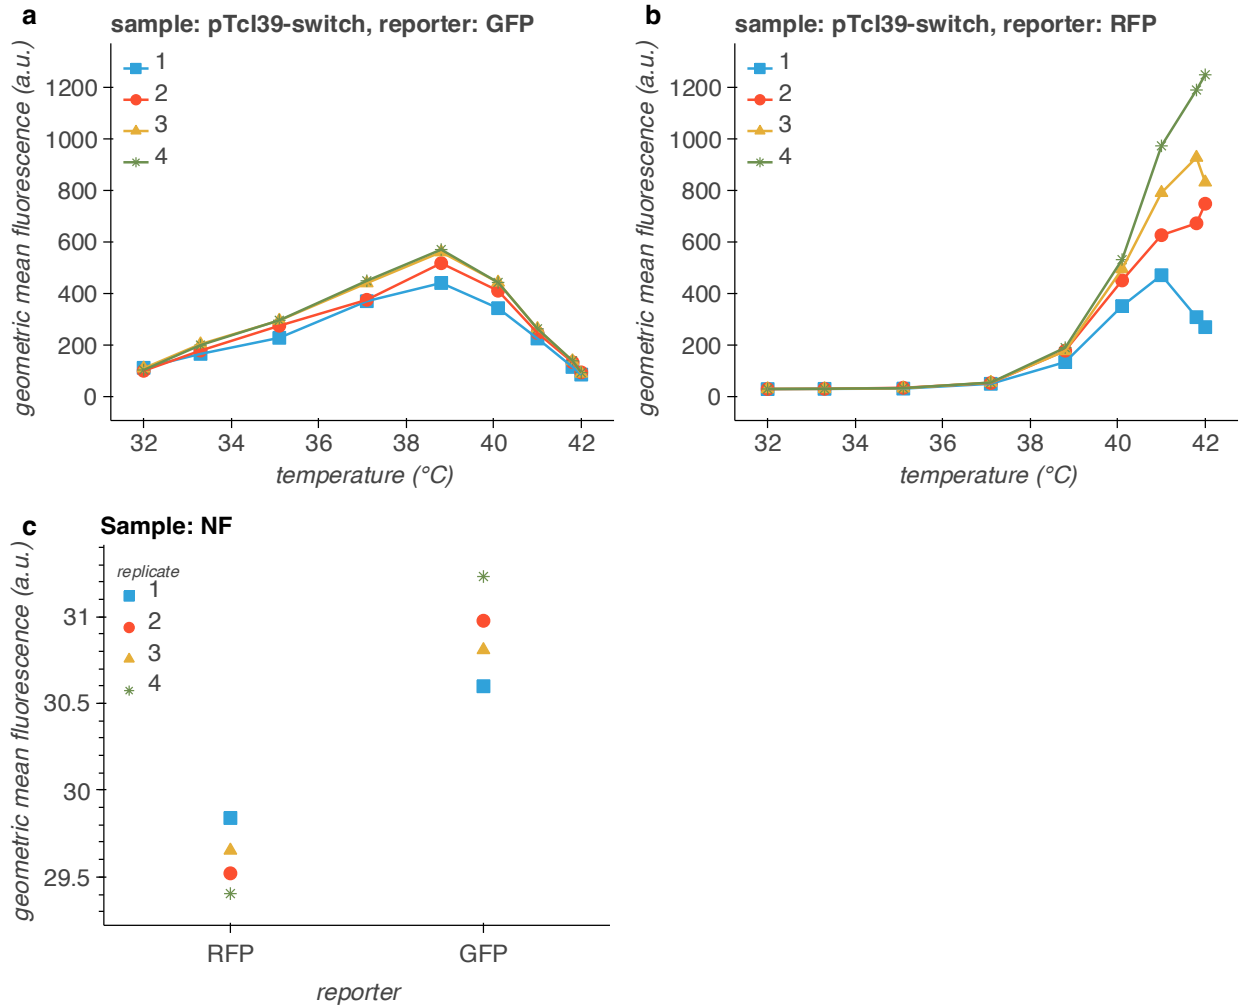 a
sample: pTcI39-switch, reporter: GFP
geometric mean fluorescence (a.u.)
1200
1000
800
600
400
200
0
1
2
3
4
32
34
36
38
40
42
temperature (°C)
b
sample: pTcI39-switch, reporter: RFP
geometric mean fluorescence (a.u.)
1200
1000
800
600
400
200
0
1
2
3
4
32
34
36
38
40
42
temperature (°C)
c
Sample: NF
geometric mean fluorescence (a.u.)
31
30.5
30
29.5
replicate
1
2
3
4
RFP
GFP
reporter